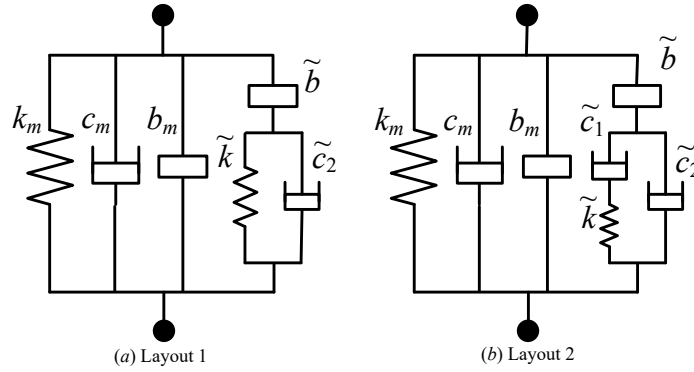 b̃
k_m c_m b_m
k̃ c̃_2
(a) Layout 1
b̃
k_m c_m b_m c̃_1
c̃_2
k̃
(b) Layout 2